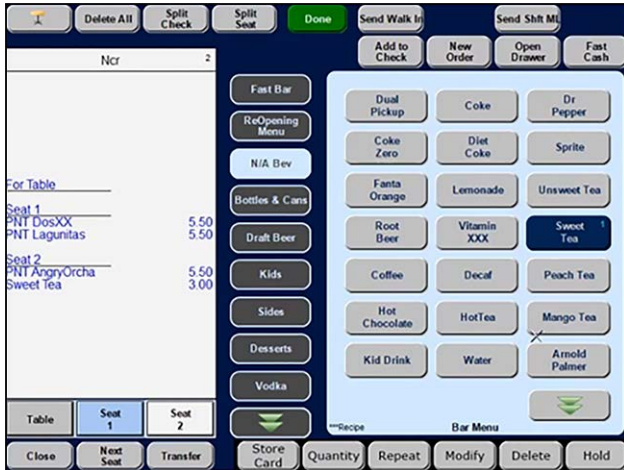 Delete All
Split Check
Split Seat
Done
Send Walk In
Send Shft ML
Add to Check
New Order
Open Drawer
Fast Cash
Ncr 2
For Table
Seat 1
PNT DosXX 5.50
PNT Lagunitas 5.50
Seat 2
PNT AngryOrcha 5.50
Sweet Tea 3.00
Table
Seat 1
Seat 2
Close
Next Seat
Transfer
Fast Bar
ReOpening Menu
N/A Bev
Bottles & Cans
Draft Beer
Kids
Sides
Desserts
Vodka
Dual Pickup
Coke
Dr Pepper
Coke Zero
Diet Coke
Sprite
Fanta Orange
Lemonade
Unsweet Tea
Root Beer
Vitamin XXX
Sweet Tea 1
Coffee
Decaf
Peach Tea
Hot Chocolate
HotTea
Mango Tea
Kid Drink
Water
Arnold Palmer
***Recipe
Bar Menu
Store Card
Quantity
Repeat
Modify
Delete
Hold